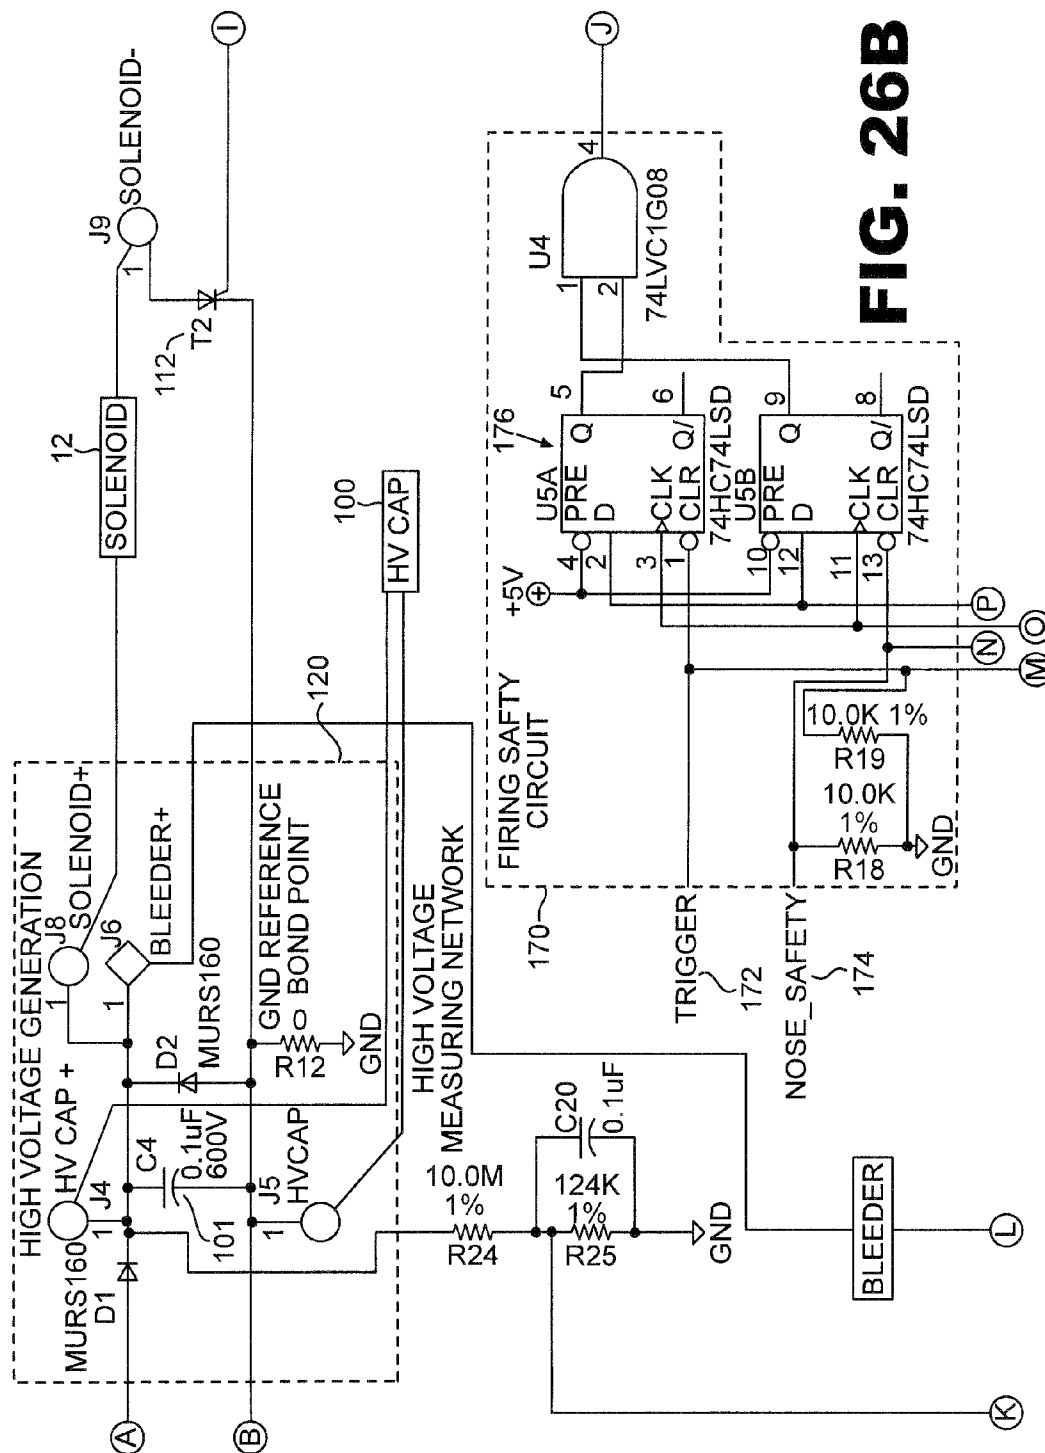 HIGH VOLTAGE GENERATION
MURS160
D1
HV CAP +
J4
1
C4
0.1uF
600V
101
D2
MURS160
J8
1
SOLENOID+
J6
1
BLEEDER+
J5
1
HVCAP
R12
0
GND REFERENCE
BOND POINT
GND
120
A
B
12
SOLENOID
J9
1
SOLENOID-
112
T2
I
100
HV CAP
HIGH VOLTAGE
MEASURING NETWORK
10.0M
1%
R24
124K
1%
R25
C20
0.1uF
GND
BLEEDER
K
L
FIRING SAFTY
CIRCUIT
170
TRIGGER
172
NOSE_SAFETY
174
10.0K
1%
R18
10.0K 1%
R19
GND
+5V
176
U5A
4
2
3
1
PRE
D
CLK
CLR
Q
Q/
5
6
74HC74LSD
U5B
10
12
11
13
PRE
D
CLK
CLR
Q
Q/
9
8
74HC74LSD
U4
1
2
4
74LVC1G08
J
M
N
O
P
FIG. 26B